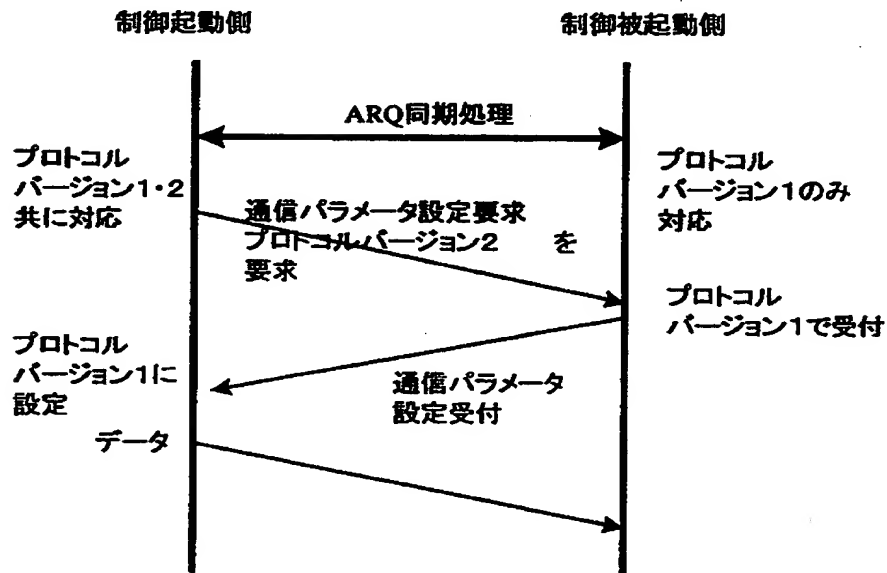 制御起動側
制御被起動側
ARQ同期処理
プロトコル
バージョン1・2
共に対応
プロトコル
バージョン1のみ
対応
通信パラメータ設定要求
プロトコルバージョン2 を
要求
プロトコル
バージョン1で受付
プロトコル
バージョン1に
設定
通信パラメータ
設定受付
データ